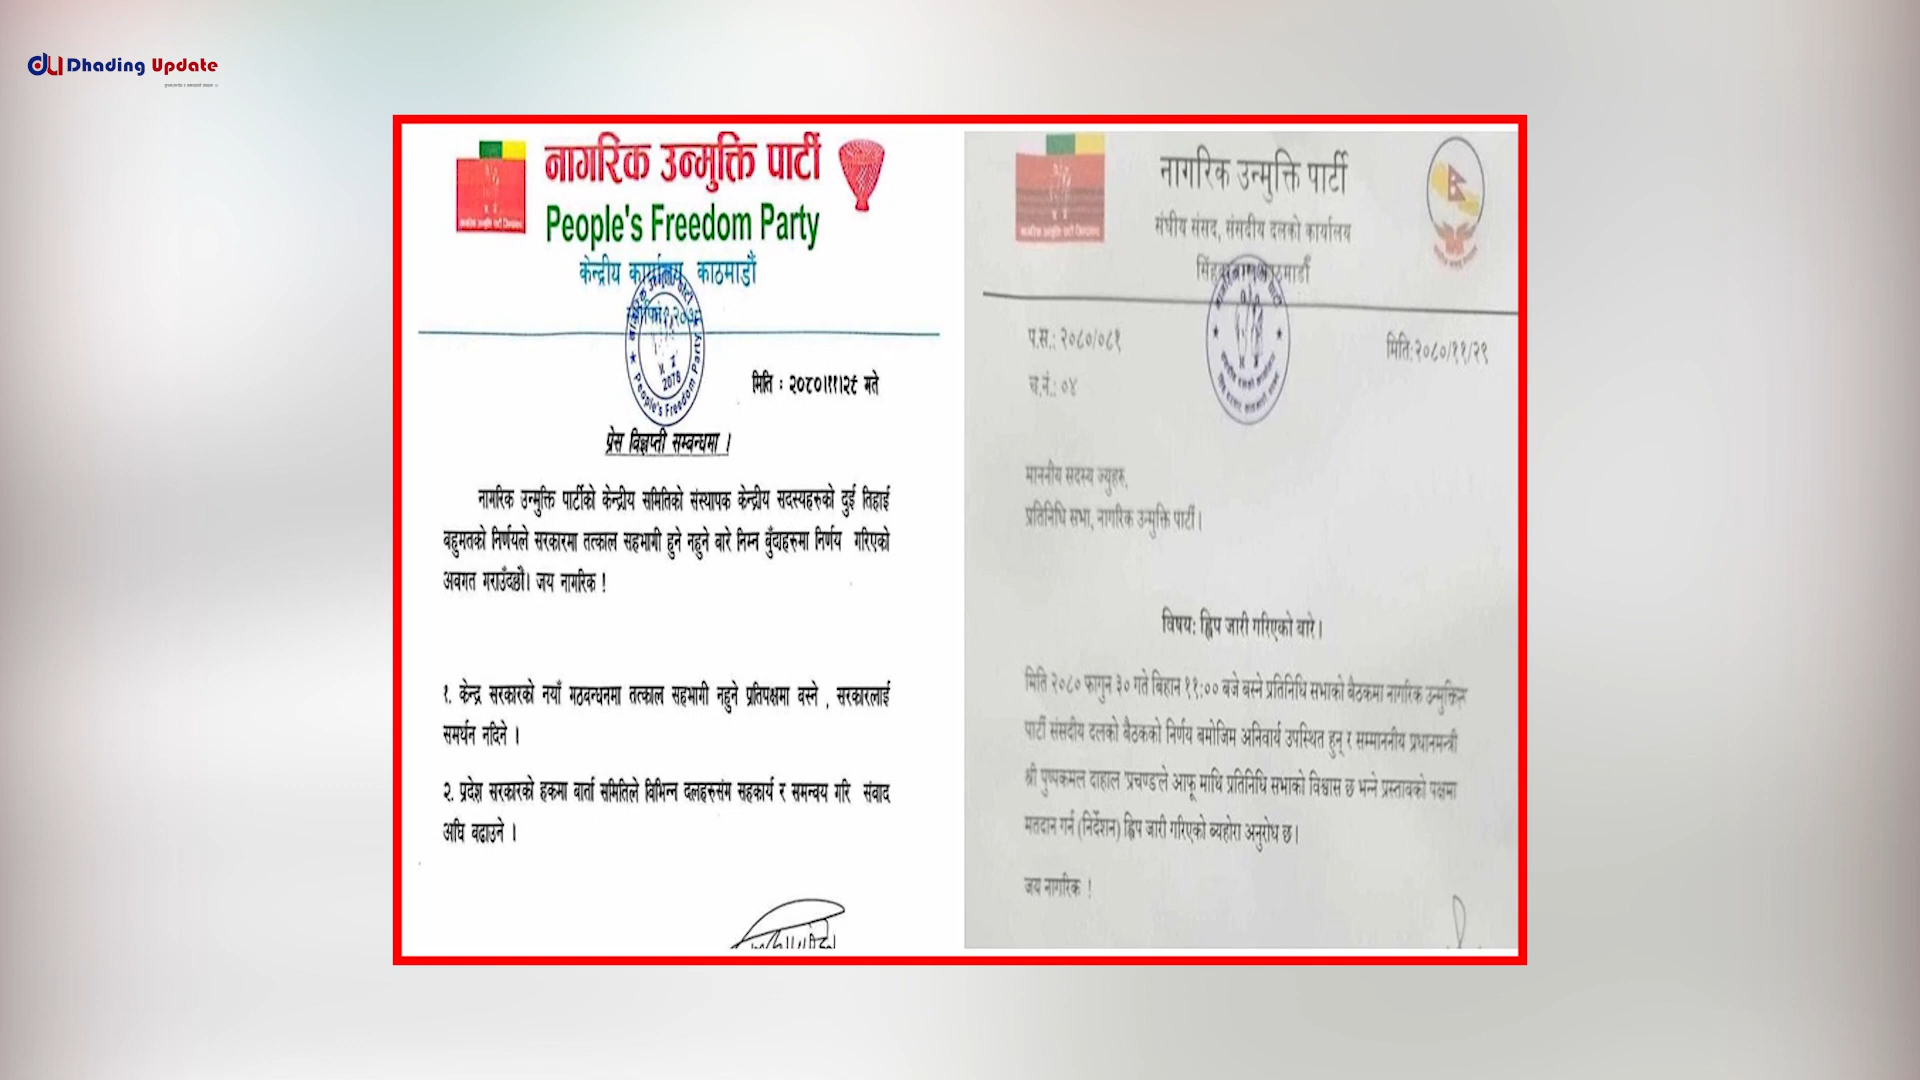 Dhading Update
नागरिक उन्मुक्ति पार्टी
People's Freedom Party
केन्द्रीय कार्यालय, काठमाडौं
2078
People's Freedom Party
मिति : २०८०।११।२९ गते
प्रेस विज्ञप्ती सम्बन्धमा ।
नागरिक उन्मुक्ति पार्टीको केन्द्रीय समितिको संस्थापक केन्द्रीय सदस्यहरुको दुई तिहाई
बहुमतको निर्णयले सरकारमा तत्काल सहभागी हुने नहुने बारे निम्न बुँदाहरुमा निर्णय गरिएको
अवगत गराउँदछौ। जय नागरिक !
१. केन्द्र सरकारको नयाँ गठबन्धनमा तत्काल सहभागी नहुने प्रतिपक्षमा बस्ने , सरकारलाई
समर्थन नदिने ।
२. प्रदेश सरकारको हकमा बार्ता समितिले विभिन्न दलहरुसंग सहकार्य र समन्वय गरि संवाद
अघि बढाउने ।
नागरिक उन्मुक्ति पार्टी
संघीय संसद, संसदीय दलको कार्यालय
सिंहदरबार, काठमाडौँ
प.स.: २०८०/०८१
मिति:२०८०/११/२९
च.नं.: ०४
माननीय सदस्य ज्युहरु,
प्रतिनिधि सभा, नागरिक उन्मुक्ति पार्टी।
विषय: ह्विप जारी गरिएको बारे।
मिति २०८० फागुन ३० गते बिहान ११:०० बजे बस्ने प्रतिनिधि सभाको बैठकमा नागरिक उन्मुक्ति
पार्टी संसदीय दलको बैठकको निर्णय बमोजिम अनिवार्य उपस्थित हुन् र सम्माननीय प्रधानमन्त्री
श्री पुष्पकमल दाहाल 'प्रचण्ड'ले आफू माथि प्रतिनिधि सभाको विश्वास छ भन्ने प्रस्तावको पक्षमा
मतदान गर्न (निर्देशन) ह्विप जारी गरिएको ब्यहोरा अनुरोध छ।
जय नागरिक !